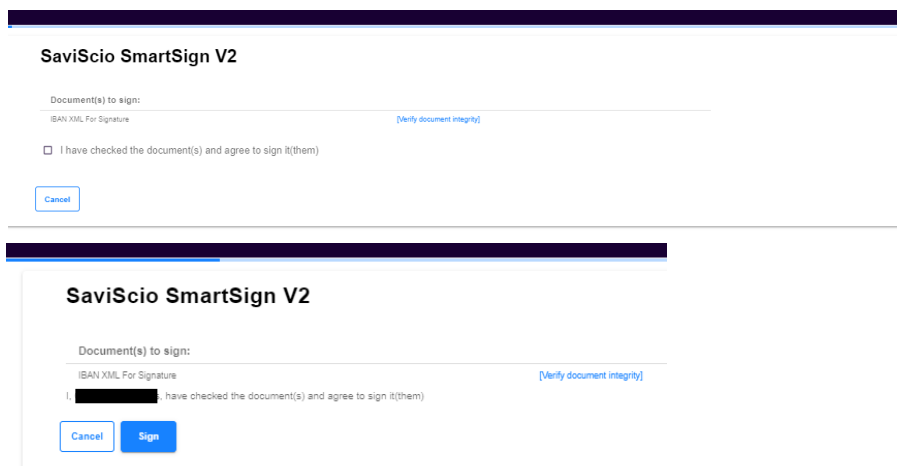 SaviScio SmartSign V2
Document(s) to sign:
IBAN XML For Signature [Verify document integrity]
I have checked the document(s) and agree to sign it(them)
Cancel
SaviScio SmartSign V2
Document(s) to sign:
IBAN XML For Signature [Verify document integrity]
I, s, have checked the document(s) and agree to sign it(them)
Cancel Sign